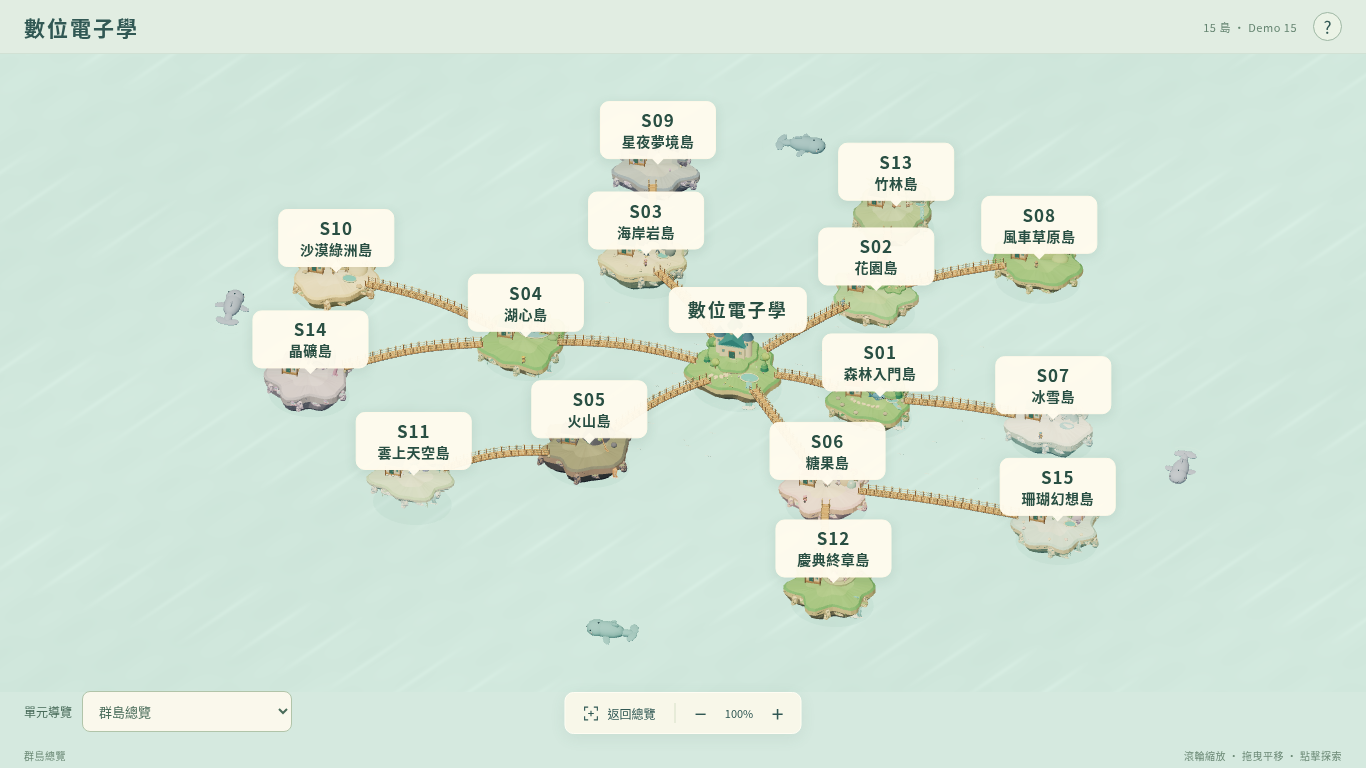 數位電子學
15 島 · Demo 15
?
S09
星夜夢境島
S13
竹林島
S03
海岸岩島
S08
風車草原島
S10
沙漠綠洲島
S02
花園島
S04
湖心島
數位電子學
S14
晶礦島
S01
森林入門島
S07
冰雪島
S05
火山島
S11
雲上天空島
S06
糖果島
S15
珊瑚幻想島
S12
慶典終章島
單元導覽
群島總覽
返回總覽
− 100% +
群島總覽
滾輪縮放 · 拖曳平移 · 點擊探索